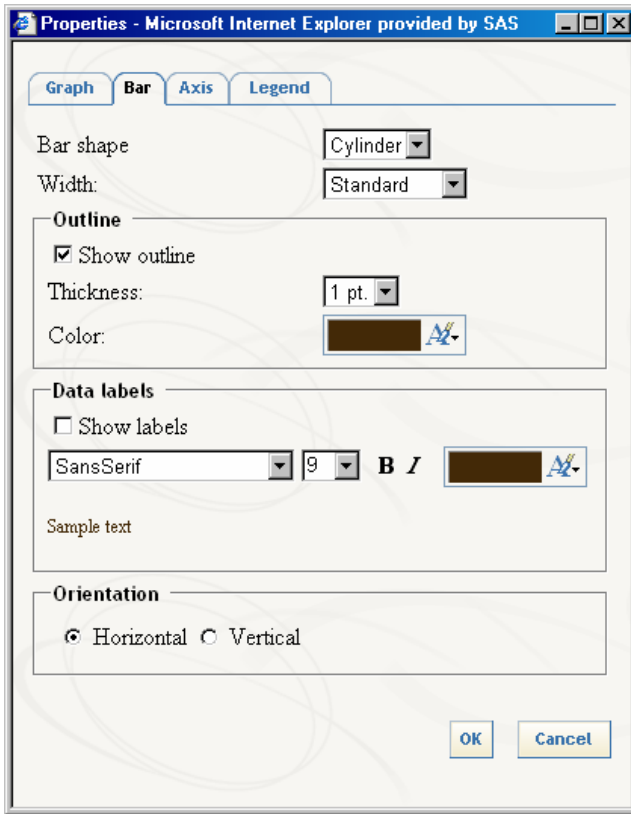 Properties - Microsoft Internet Explorer provided by SAS
Graph Bar Axis Legend
Bar shape Cylinder
Width: Standard
Outline
Show outline
Thickness: 1 pt.
Color:
Data labels
Show labels
SansSerif 9 B I
Sample text
Orientation
Horizontal Vertical
OK Cancel